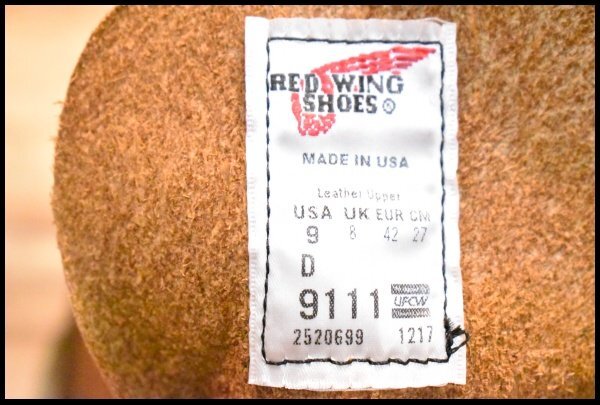 RED WING
SHOES ®
MADE IN USA
Leather Upper
USA UK EUR CM
9 8 42 27
D
9111 UFCW
2520699 1217